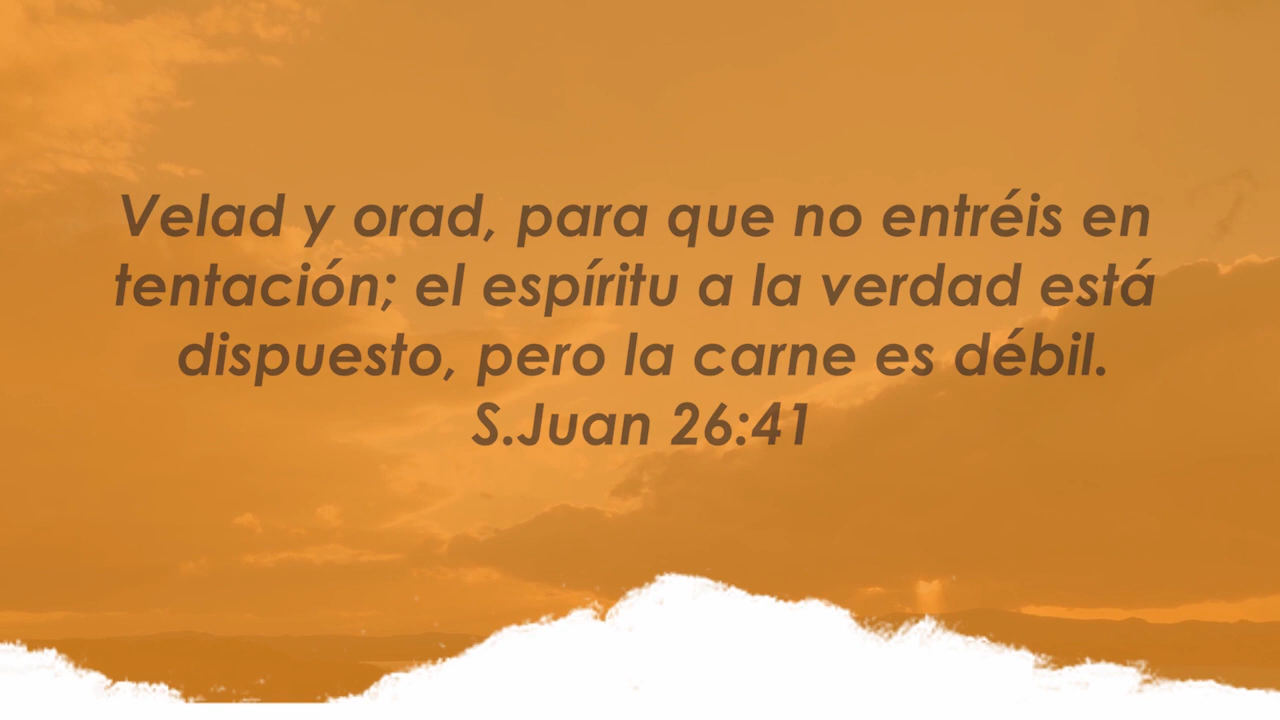 Velad y orad, para que no entréis en
tentación; el espíritu a la verdad está
dispuesto, pero la carne es débil.
S.Juan 26:41